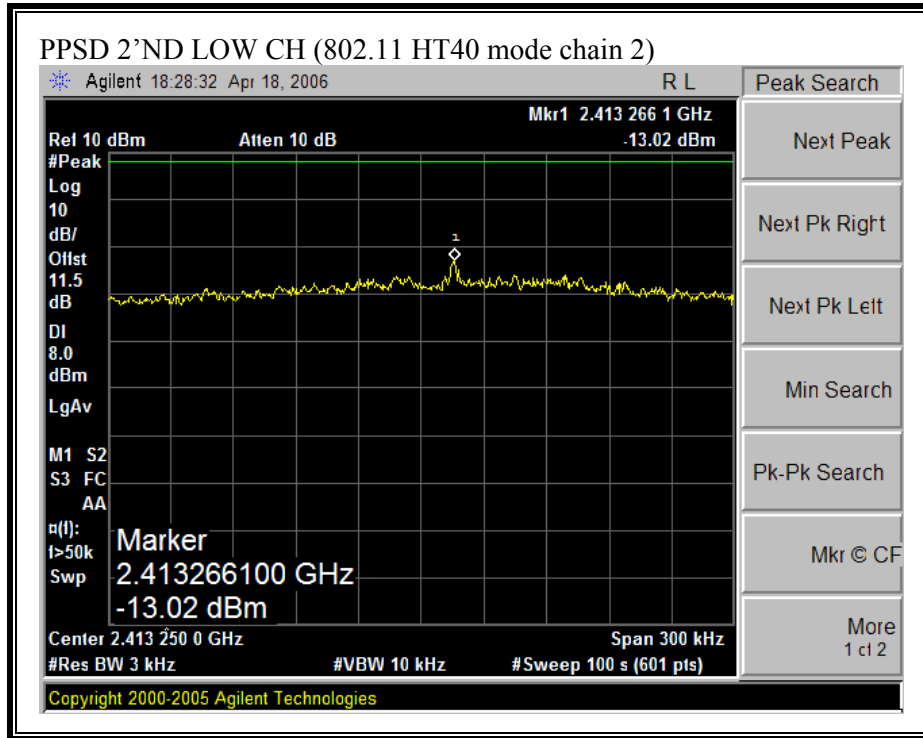 PPSD 2'ND LOW CH (802.11 HT40 mode chain 2)
Agilent 18:28:32 Apr 18, 2006 R L
Peak Search
Mkr1 2.413 266 1 GHz
Ref 10 dBm Atten 10 dB -13.02 dBm
#Peak
Log
10
dB/
Offst
11.5
dB
DI
8.0
dBm
LgAv
M1 S2
S3 FC
AA
¤(f):
f>50k
Swp
1
Marker
2.413266100 GHz
-13.02 dBm
Center 2.413 250 0 GHz Span 300 kHz
#Res BW 3 kHz #VBW 10 kHz #Sweep 100 s (601 pts)
Copyright 2000-2005 Agilent Technologies
Next Peak
Next Pk Right
Next Pk Left
Min Search
Pk-Pk Search
Mkr © CF
More
1 of 2